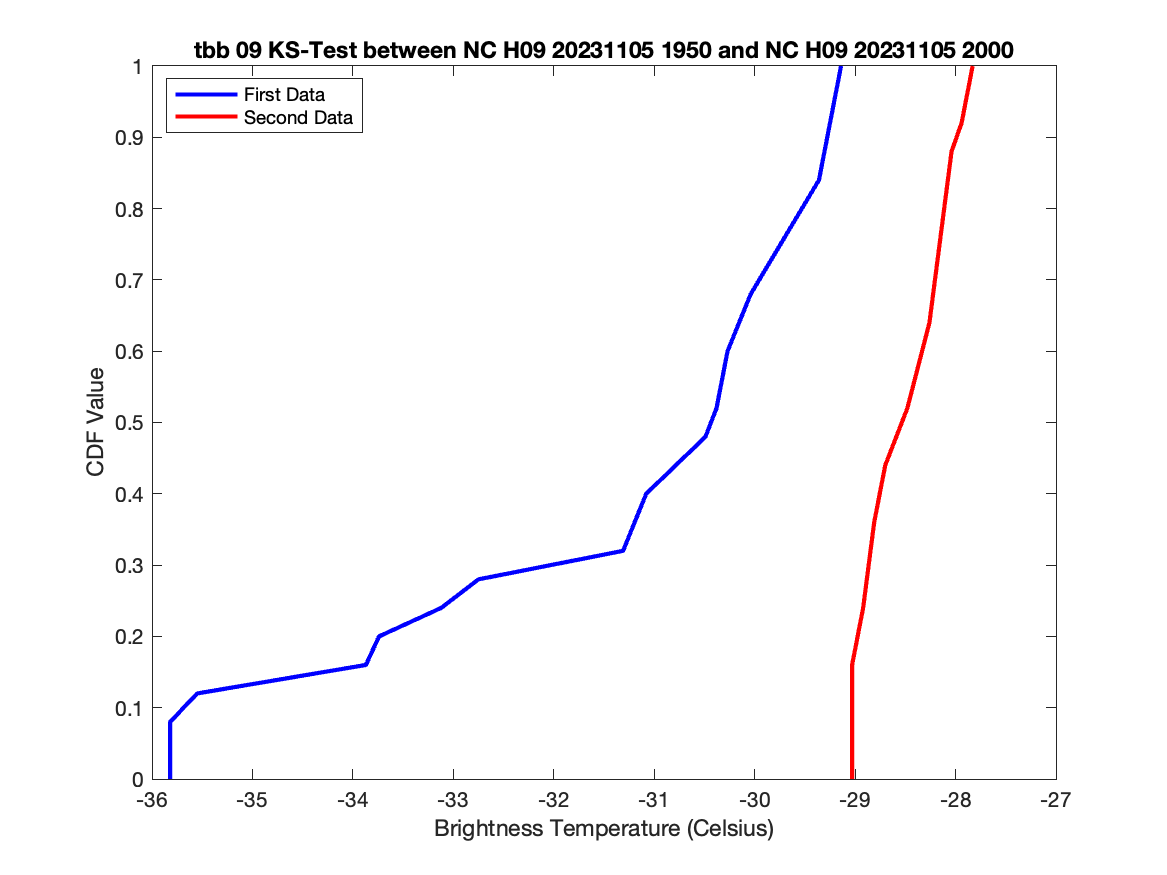 tbb 09 KS-Test between NC H09 20231105 1950 and NC H09 20231105 2000
First Data
Second Data
1
0.9
0.8
0.7
0.6
0.5
0.4
0.3
0.2
0.1
0
CDF Value
-36 -35 -34 -33 -32 -31 -30 -29 -28 -27
Brightness Temperature (Celsius)